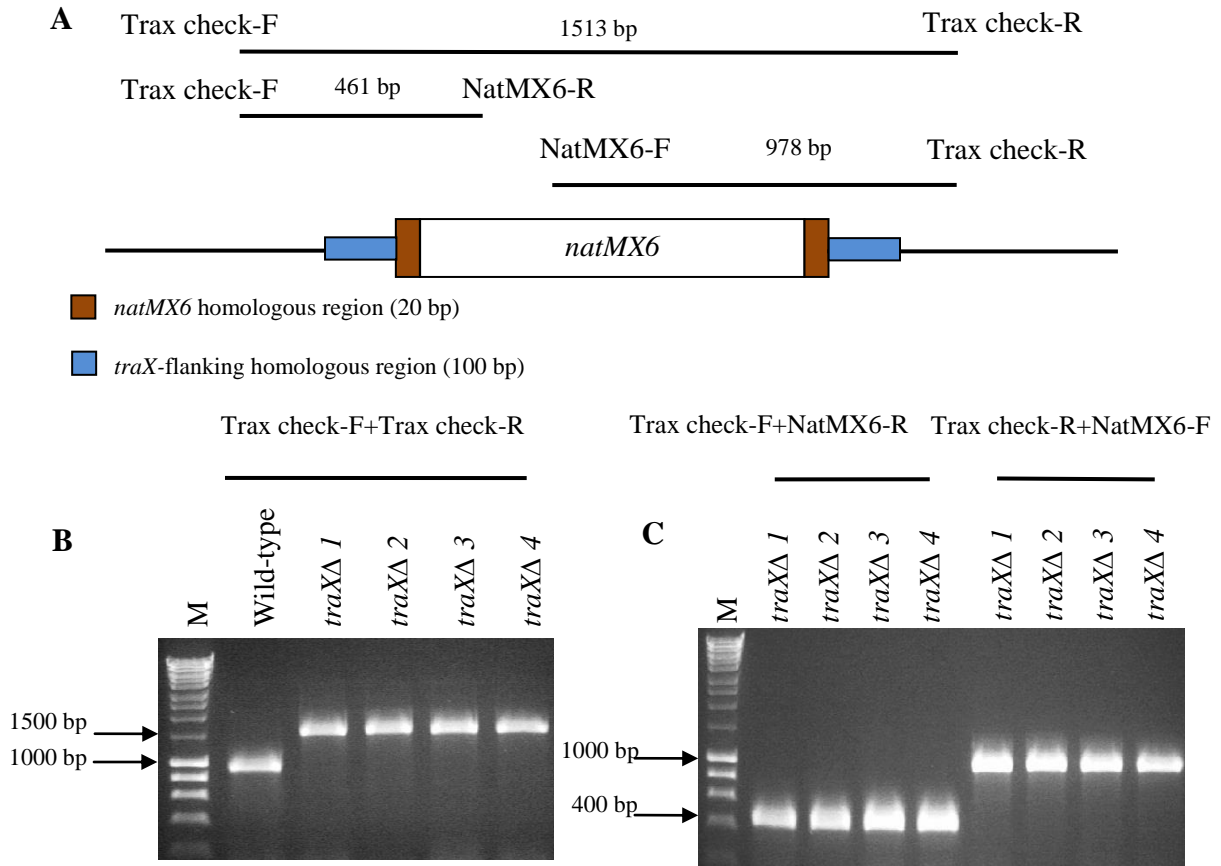 A
Trax check-F 1513 bp Trax check-R
Trax check-F 461 bp NatMX6-R
NatMX6-F 978 bp Trax check-R
natMX6
natMX6 homologous region (20 bp)
traX-flanking homologous region (100 bp)
Trax check-F+Trax check-R
B
M
Wild-type
traXΔ 1
traXΔ 2
traXΔ 3
traXΔ 4
1500 bp
1000 bp
Trax check-F+NatMX6-R Trax check-R+NatMX6-F
C
M
traXΔ 1
traXΔ 2
traXΔ 3
traXΔ 4
traXΔ 1
traXΔ 2
traXΔ 3
traXΔ 4
1000 bp
400 bp